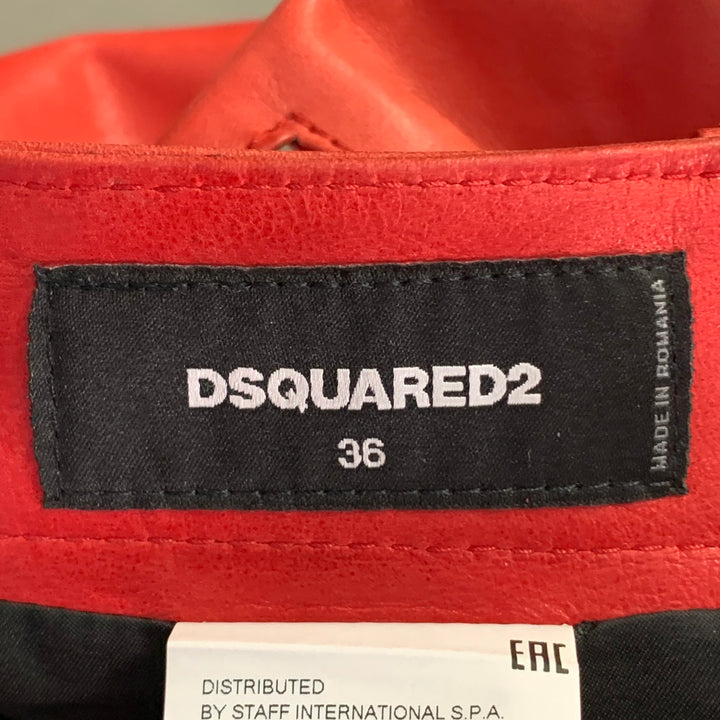 DSQUARED2
36
MADE IN ROMANIA
EAC
DISTRIBUTED
BY STAFF INTERNATIONAL S.P.A.